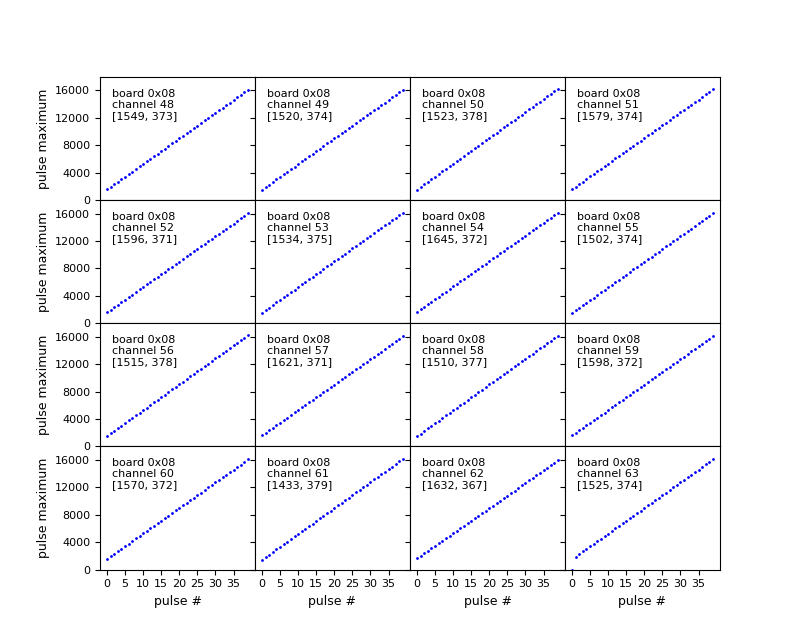 pulse maximum
16000
12000
8000
4000
0
board 0x08
channel 48
[1549, 373]
board 0x08
channel 49
[1520, 374]
board 0x08
channel 50
[1523, 378]
board 0x08
channel 51
[1579, 374]
pulse maximum
16000
12000
8000
4000
0
board 0x08
channel 52
[1596, 371]
board 0x08
channel 53
[1534, 375]
board 0x08
channel 54
[1645, 372]
board 0x08
channel 55
[1502, 374]
pulse maximum
16000
12000
8000
4000
0
board 0x08
channel 56
[1515, 378]
board 0x08
channel 57
[1621, 371]
board 0x08
channel 58
[1510, 377]
board 0x08
channel 59
[1598, 372]
pulse maximum
16000
12000
8000
4000
0
board 0x08
channel 60
[1570, 372]
board 0x08
channel 61
[1433, 379]
board 0x08
channel 62
[1632, 367]
board 0x08
channel 63
[1525, 374]
0 5 10 15 20 25 30 35
0 5 10 15 20 25 30 35
0 5 10 15 20 25 30 35
0 5 10 15 20 25 30 35
pulse #
pulse #
pulse #
pulse #